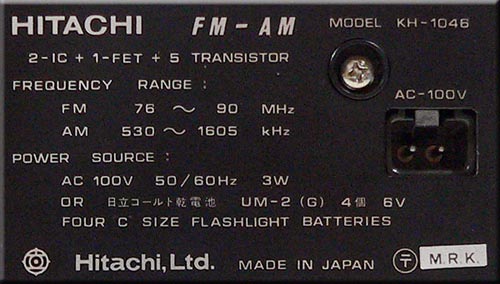 HITACHI FM-AM MODEL KH-1046
2-IC + 1-FET + 5 TRANSISTOR
FREQUENCY RANGE :
FM 76 ~ 90 MHz
AM 530 ~ 1605 kHz
AC-100V
POWER SOURCE :
AC 100V 50/60Hz 3W
OR 日立コールト乾電池 UM-2 (G) 4個 6V
FOUR C SIZE FLASHLIGHT BATTERIES
Hitachi, Ltd. MADE IN JAPAN 〒 M.R.K.